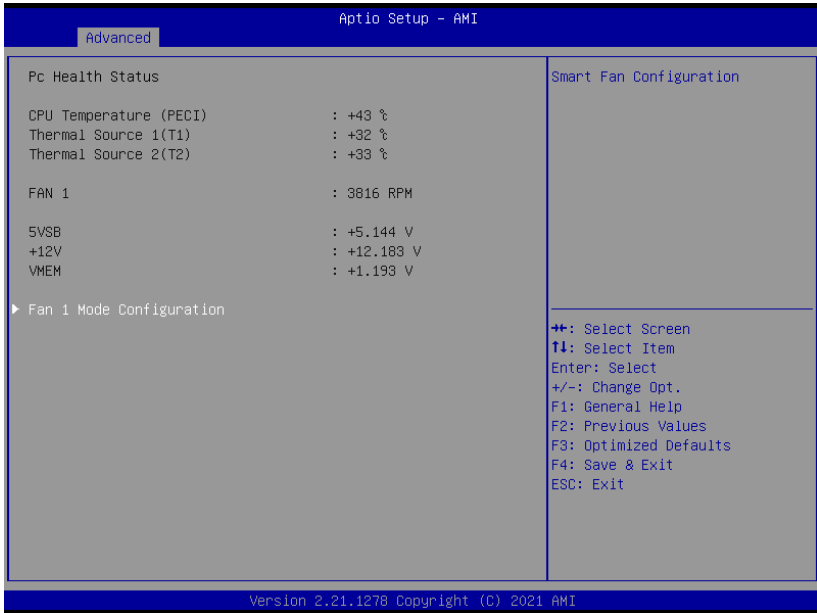 Aptio Setup – AMI
Advanced
Pc Health Status
CPU Temperature (PECI) : +43 ℃
Thermal Source 1(T1) : +32 ℃
Thermal Source 2(T2) : +33 ℃
FAN 1 : 3816 RPM
5VSB : +5.144 V
+12V : +12.183 V
VMEM : +1.193 V
▶ Fan 1 Mode Configuration
Smart Fan Configuration
→←: Select Screen
↑↓: Select Item
Enter: Select
+/-: Change Opt.
F1: General Help
F2: Previous Values
F3: Optimized Defaults
F4: Save & Exit
ESC: Exit
Version 2.21.1278 Copyright (C) 2021 AMI